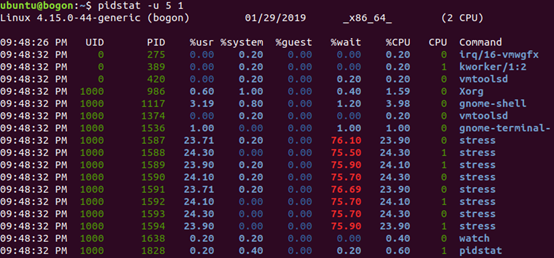 ubuntu@bogon:~$ pidstat -u 5 1
Linux 4.15.0-44-generic (bogon) 01/29/2019 _x86_64_ (2 CPU)
09:48:26 PM UID PID %usr %system %guest %wait %CPU CPU Command
09:48:32 PM 0 275 0.00 0.20 0.00 0.00 0.20 0 irq/16-vmwgfx
09:48:32 PM 0 389 0.00 0.20 0.00 0.00 0.20 1 kworker/1:2
09:48:32 PM 0 420 0.20 0.00 0.00 0.00 0.20 0 vmtoolsd
09:48:32 PM 1000 986 0.60 1.00 0.00 0.40 1.59 0 Xorg
09:48:32 PM 1000 1117 3.19 0.80 0.00 1.20 3.98 0 gnome-shell
09:48:32 PM 1000 1374 0.00 0.20 0.00 0.00 0.20 0 vmtoolsd
09:48:32 PM 1000 1536 1.00 0.00 0.00 1.00 1.00 0 gnome-terminal-
09:48:32 PM 1000 1587 23.71 0.20 0.00 76.10 23.90 0 stress
09:48:32 PM 1000 1588 24.30 0.00 0.00 75.50 24.30 1 stress
09:48:32 PM 1000 1589 23.90 0.20 0.00 75.90 24.10 1 stress
09:48:32 PM 1000 1590 24.10 0.00 0.00 75.70 24.10 0 stress
09:48:32 PM 1000 1591 23.71 0.20 0.00 76.69 23.90 0 stress
09:48:32 PM 1000 1592 24.10 0.00 0.00 75.70 24.10 1 stress
09:48:32 PM 1000 1593 24.30 0.00 0.00 75.70 24.30 0 stress
09:48:32 PM 1000 1594 23.90 0.00 0.00 75.90 23.90 1 stress
09:48:32 PM 1000 1638 0.20 0.20 0.00 0.00 0.40 0 watch
09:48:32 PM 1000 1828 0.20 0.40 0.00 0.20 0.60 1 pidstat